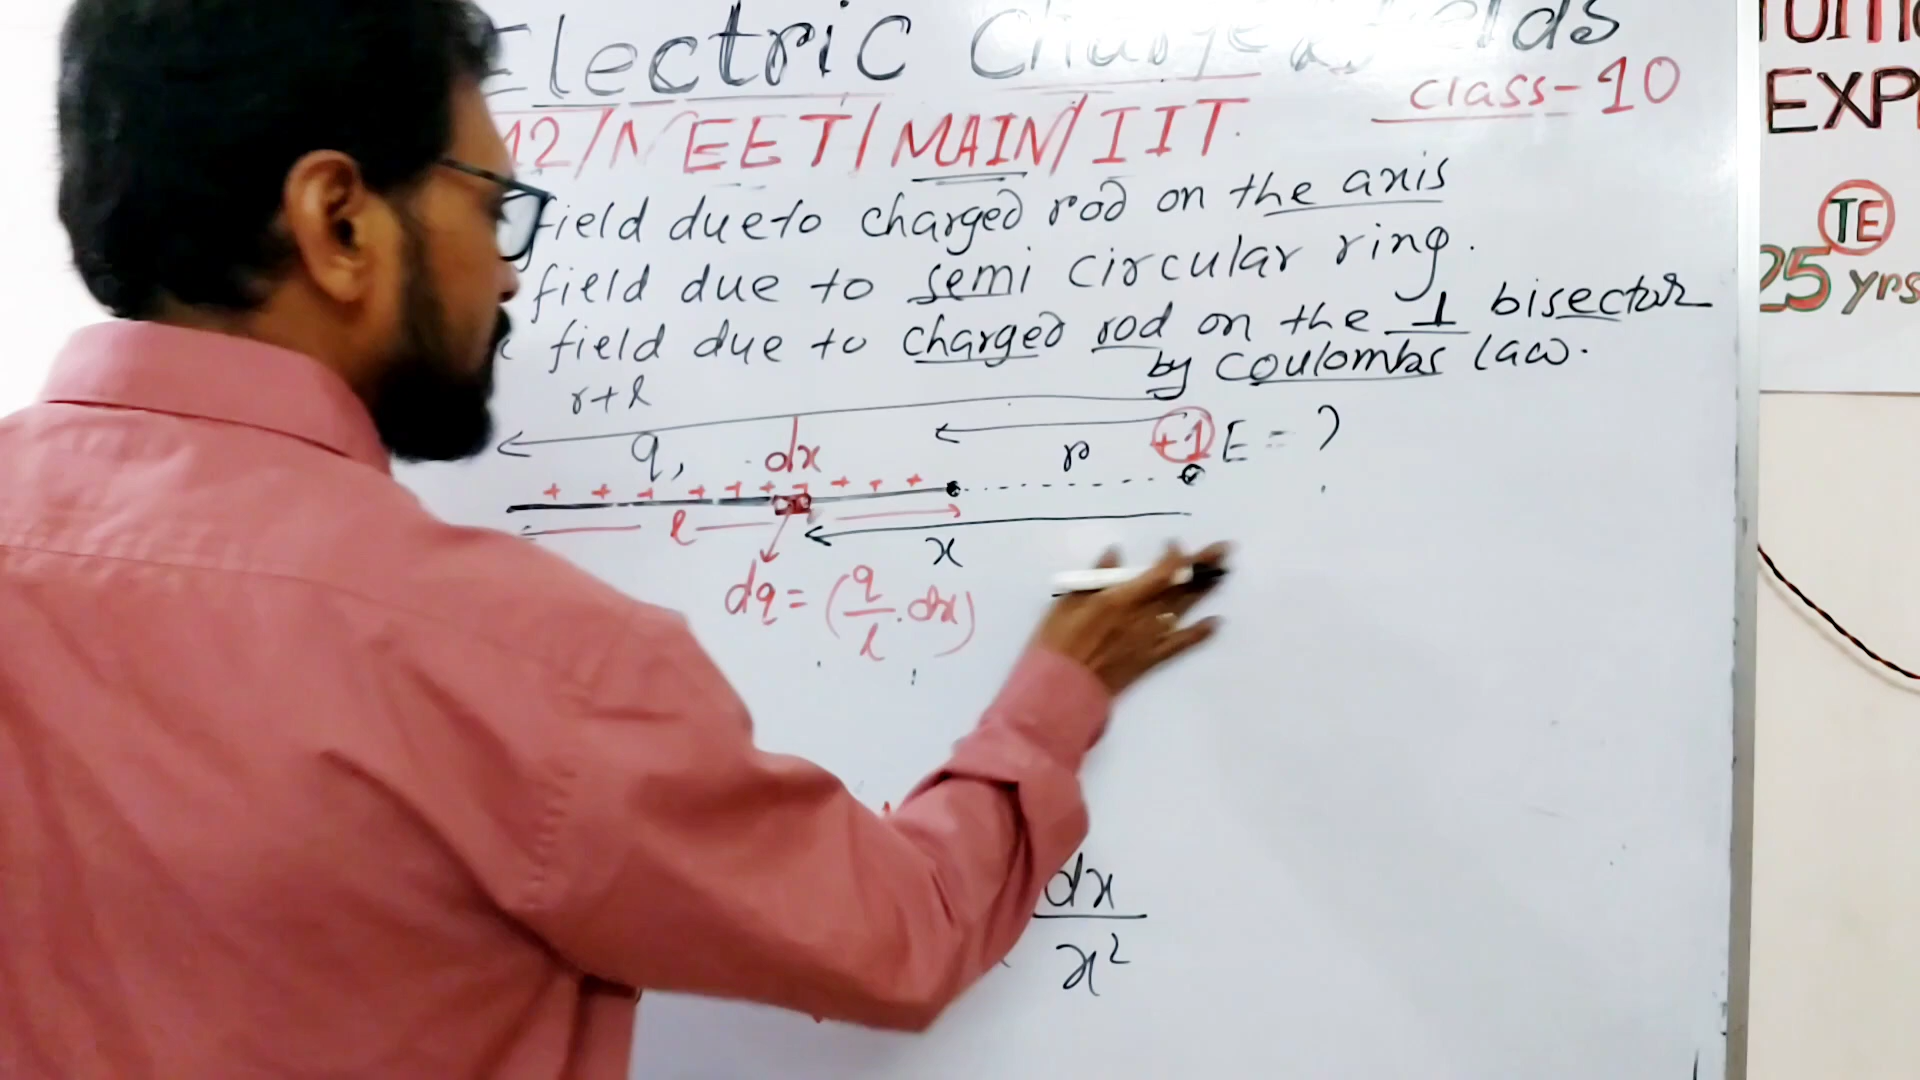 Electric Charges Fields
class-10
12/NEET/MAIN/IIT.
field due to charged rod on the axis
field due to semi circular ring.
field due to charged rod on the ⊥ bisector
by Coulombs law.
r+l
q, dx r +1 E = ?
+ + + + + + + + + +
l
x
dq = (q/l . dx)
dx
x²
EXP
TE
25 yrs